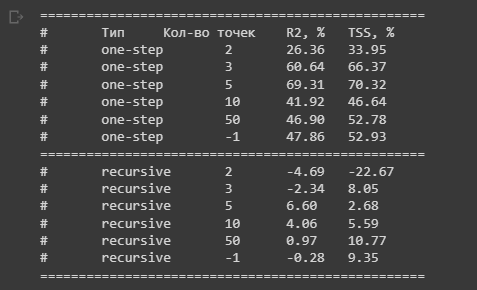 ==================================================
# Тип Кол-во точек R2, % TSS, %
# one-step 2 26.36 33.95
# one-step 3 60.64 66.37
# one-step 5 69.31 70.32
# one-step 10 41.92 46.64
# one-step 50 46.90 52.78
# one-step -1 47.86 52.93
==================================================
# recursive 2 -4.69 -22.67
# recursive 3 -2.34 8.05
# recursive 5 6.60 2.68
# recursive 10 4.06 5.59
# recursive 50 0.97 10.77
# recursive -1 -0.28 9.35
==================================================